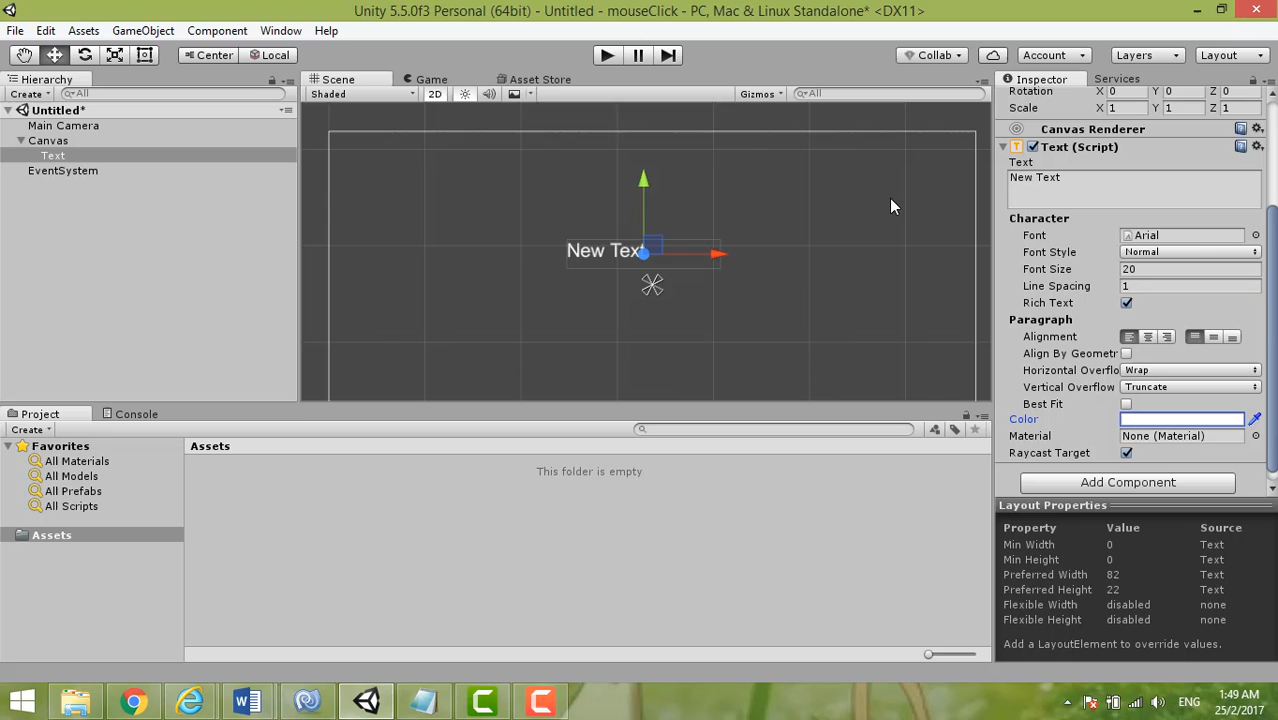 Unity 5.5.0f3 Personal (64bit) - Untitled - mouseClick - PC, Mac & Linux Standalone* <DX11>
File Edit Assets GameObject Component Window Help
Center Local Collab Account Layers Layout
Hierarchy
Create All
Untitled*
Main Camera
Canvas
Text
EventSystem
Scene Game Asset Store
Shaded 2D Gizmos All
New Text
Inspector Services
Rotation X 0 Y 0 Z 0
Scale X 1 Y 1 Z 1
Canvas Renderer
Text (Script)
Text
New Text
Character
Font Arial
Font Style Normal
Font Size 20
Line Spacing 1
Rich Text
Paragraph
Alignment
Align By Geometr
Horizontal Overflo Wrap
Vertical Overflow Truncate
Best Fit
Color
Material None (Material)
Raycast Target
Add Component
Layout Properties
Property Value Source
Min Width 0 Text
Min Height 0 Text
Preferred Width 82 Text
Preferred Height 22 Text
Flexible Width disabled none
Flexible Height disabled none
Add a LayoutElement to override values.
Project Console
Create
Favorites
All Materials
All Models
All Prefabs
All Scripts
Assets
Assets
This folder is empty
ENG
1:49 AM
25/2/2017